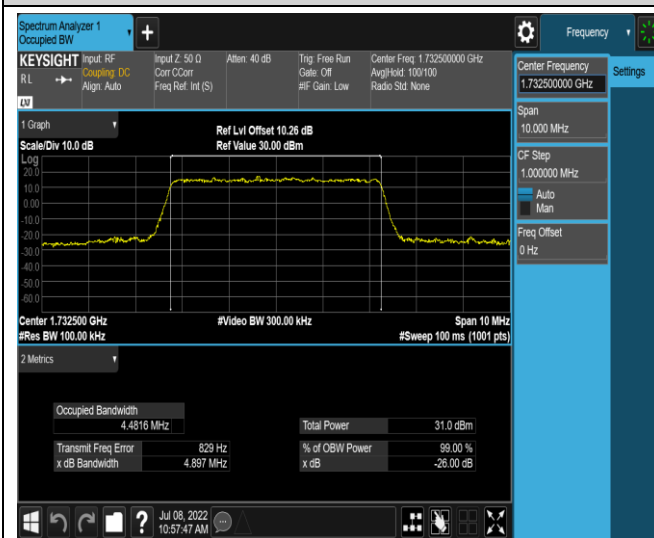 Spectrum Analyzer 1
Occupied BW
+
Frequency
KEYSIGHT
RL
LXI
Input: RF
Coupling: DC
Align: Auto
Input Z: 50 Ω
Corr CCorr
Freq Ref: Int (S)
Atten: 40 dB
Trig: Free Run
Gate: Off
#IF Gain: Low
Center Freq: 1.732500000 GHz
Avg|Hold: 100/100
Radio Std: None
Center Frequency
1.732500000 GHz
Settings
Span
10.000 MHz
CF Step
1.000000 MHz
Auto
Man
Freq Offset
0 Hz
1 Graph
Scale/Div 10.0 dB
Ref Lvl Offset 10.26 dB
Ref Value 30.00 dBm
Log
20.0
10.0
0.00
-10.0
-20.0
-30.0
-40.0
-50.0
-60.0
Center 1.732500 GHz
#Video BW 300.00 kHz
Span 10 MHz
#Res BW 100.00 kHz
#Sweep 100 ms (1001 pts)
2 Metrics
Occupied Bandwidth
4.4816 MHz
Total Power 31.0 dBm
Transmit Freq Error 829 Hz
% of OBW Power 99.00 %
x dB Bandwidth 4.897 MHz
x dB -26.00 dB
?
Jul 08, 2022
10:57:47 AM